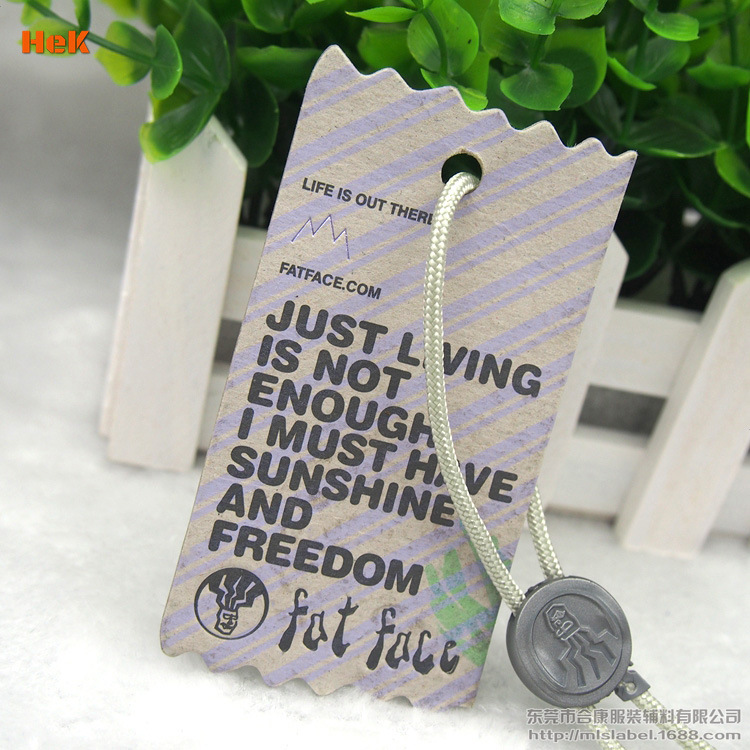 HeK
LIFE IS OUT THERE
FATFACE.COM
JUST LIVING
IS NOT
ENOUGH
I MUST HAVE
SUNSHINE
AND
FREEDOM
fat face
东莞市合康服装辅料有限公司
http://mlslabel.1688.com/